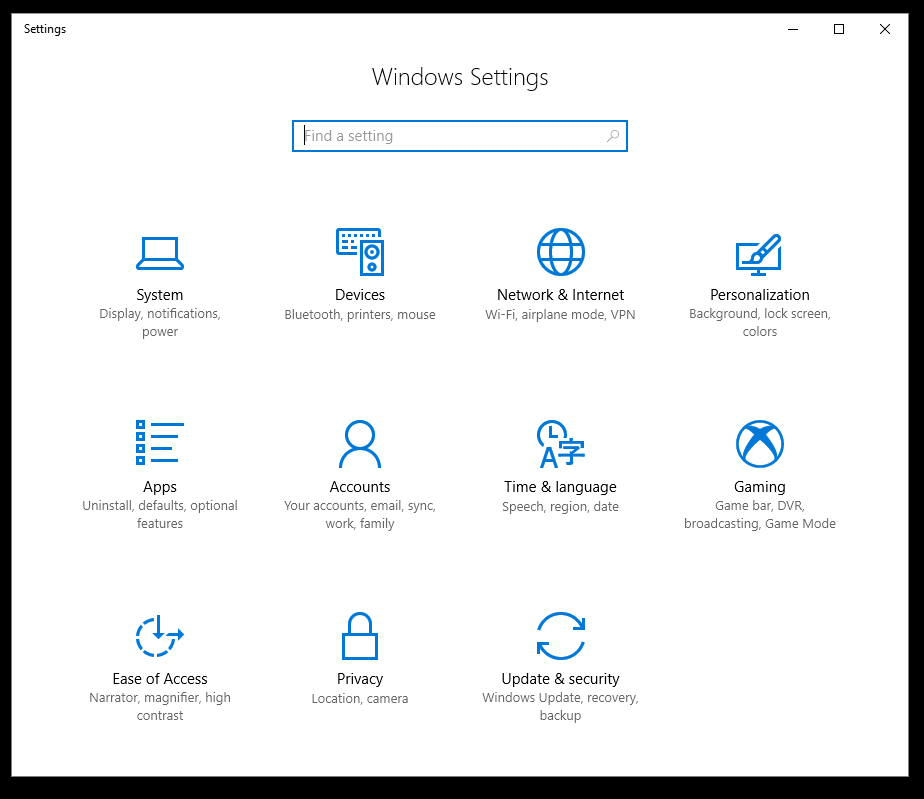 Settings
Windows Settings
Find a setting
System
Display, notifications,
power
Devices
Bluetooth, printers, mouse
Network & Internet
Wi-Fi, airplane mode, VPN
Personalization
Background, lock screen,
colors
Apps
Uninstall, defaults, optional
features
Accounts
Your accounts, email, sync,
work, family
A字
Time & language
Speech, region, date
Gaming
Game bar, DVR,
broadcasting, Game Mode
Ease of Access
Narrator, magnifier, high
contrast
Privacy
Location, camera
Update & security
Windows Update, recovery,
backup